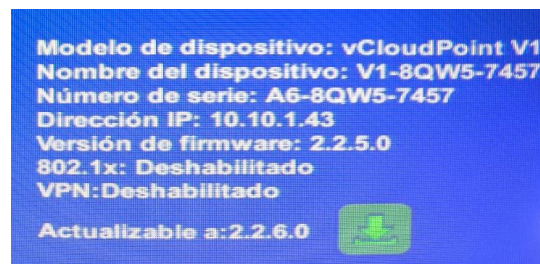 Modelo de dispositivo: vCloudPoint V1
Nombre del dispositivo: V1-8QW5-7457
Número de serie: A6-8QW5-7457
Dirección IP: 10.10.1.43
Versión de firmware: 2.2.5.0
802.1x: Deshabilitado
VPN:Deshabilitado
Actualizable a:2.2.6.0